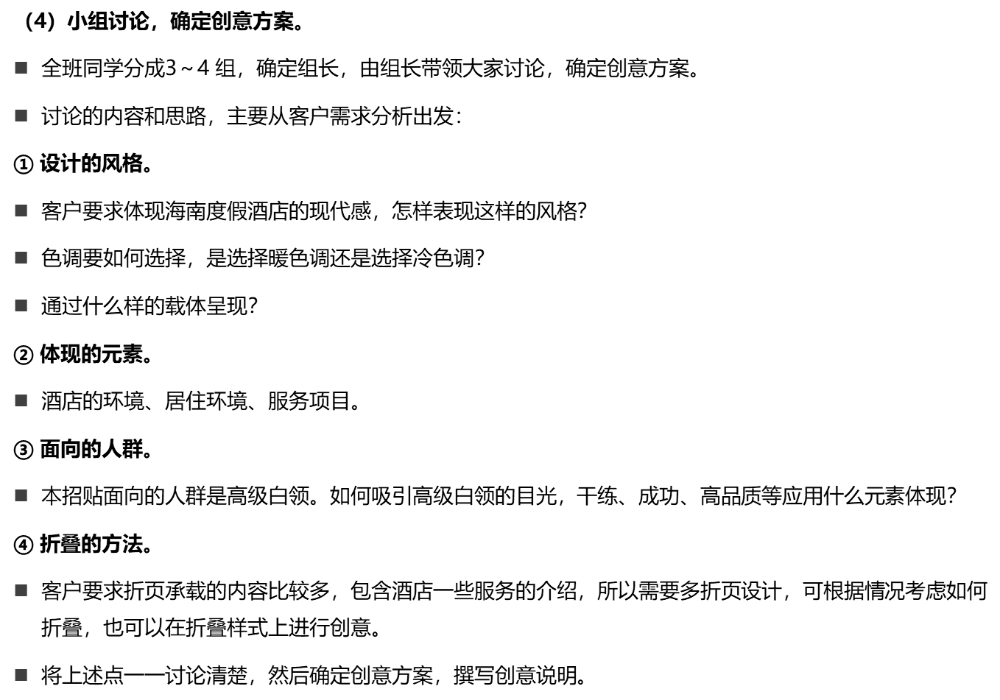 （4）小组讨论，确定创意方案。
■ 全班同学分成3～4 组，确定组长，由组长带领大家讨论，确定创意方案。
■ 讨论的内容和思路，主要从客户需求分析出发：
① 设计的风格。
■ 客户要求体现海南度假酒店的现代感，怎样表现这样的风格？
■ 色调要如何选择，是选择暖色调还是选择冷色调？
■ 通过什么样的载体呈现？
② 体现的元素。
■ 酒店的环境、居住环境、服务项目。
③ 面向的人群。
■ 本招贴面向的人群是高级白领。如何吸引高级白领的目光，干练、成功、高品质等应用什么元素体现？
④ 折叠的方法。
■ 客户要求折页承载的内容比较多，包含酒店一些服务的介绍，所以需要多折页设计，可根据情况考虑如何
折叠，也可以在折叠样式上进行创意。
■ 将上述点一一讨论清楚，然后确定创意方案，撰写创意说明。